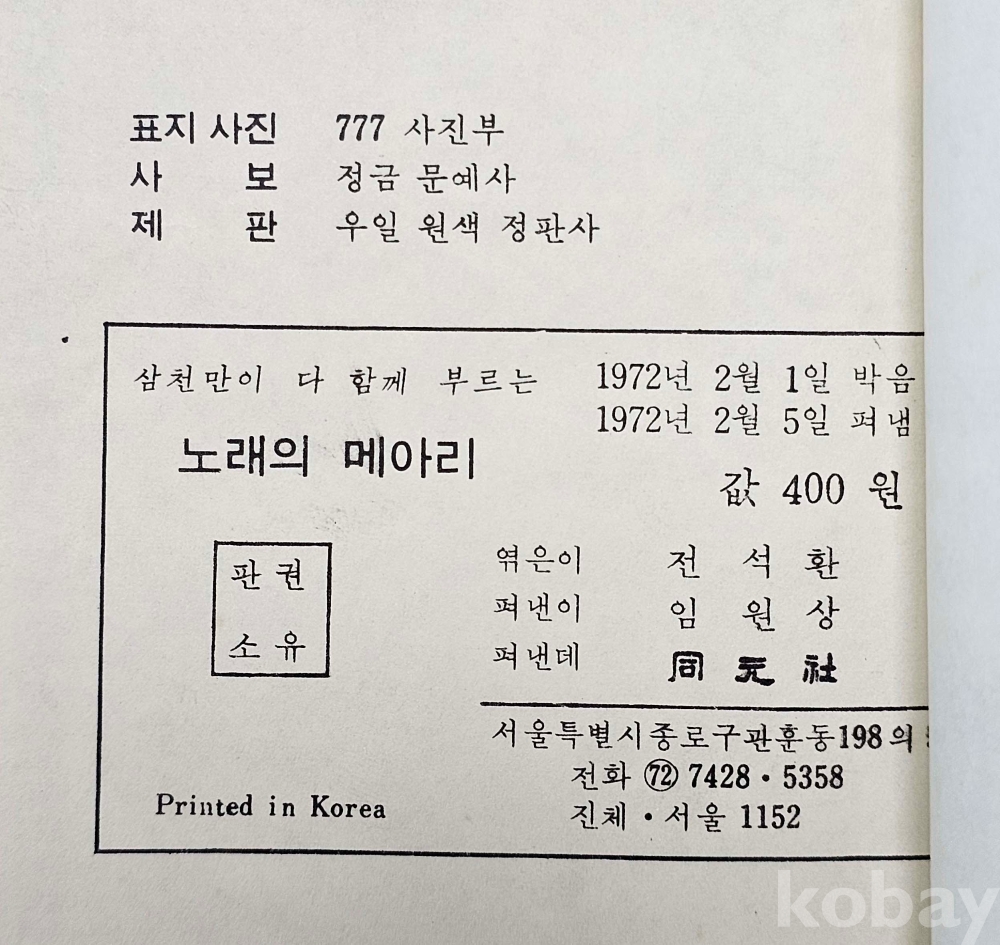 표지 사진 777 사진부
사 보 정금 문예사
제 판 우일 원색 정판사
삼천만이 다 함께 부르는
노래의 메아리
1972년 2월 1일 박음
1972년 2월 5일 펴냄
값 400 원
판 권
소 유
엮은이 전 석 환
펴낸이 임 원 상
펴낸데 同 元 社
서울특별시종로구관훈동198의
전화 ㉒ 7428·5358
진체·서울 1152
Printed in Korea
kobay